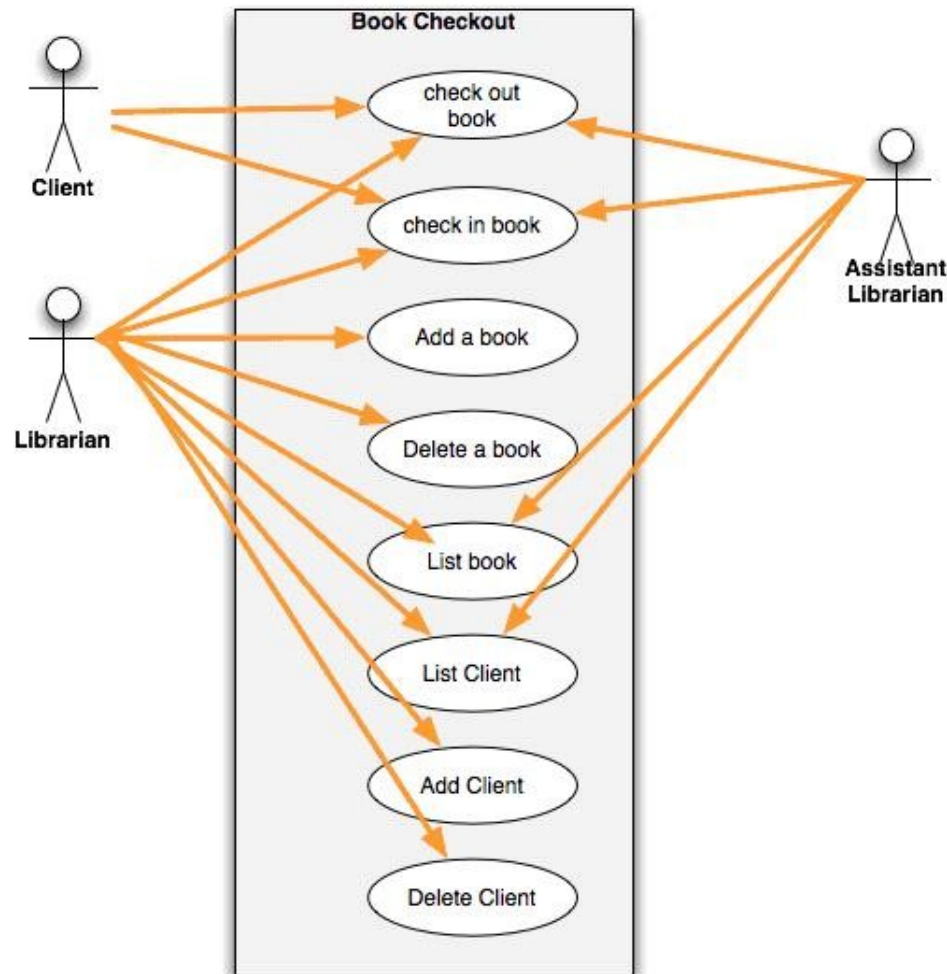 Book Checkout
check out
book
Client
check in book
Assistant
Librarian
Add a book
Librarian
Delete a book
List book
List Client
Add Client
Delete Client